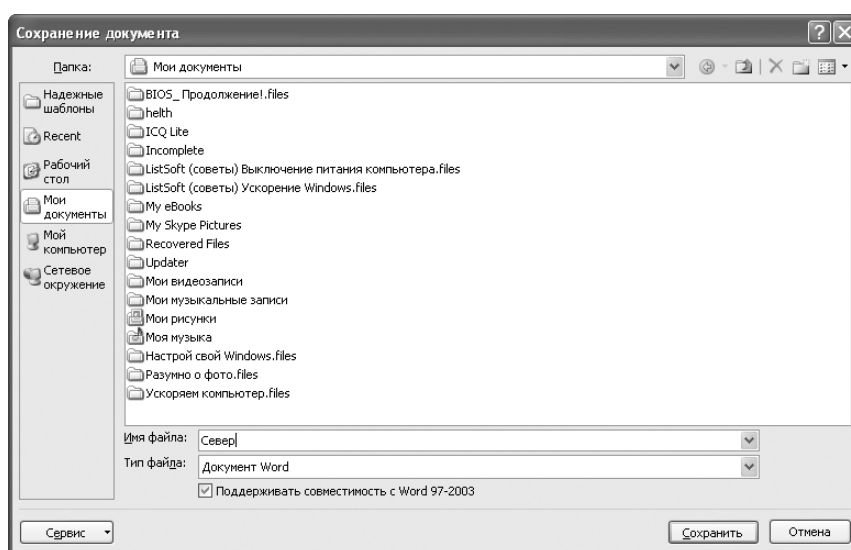 Сохранение документа
Папка: Мои документы
Надежные шаблоны
Recent
Рабочий стол
Мои документы
Мой компьютер
Сетевое окружение
BIOS_ Продолжение!.files
helth
ICQ Lite
Incomplete
ListSoft (советы) Выключение питания компьютера.files
ListSoft (советы) Ускорение Windows.files
My eBooks
My Skype Pictures
Recovered Files
Updater
Мои видеозаписи
Мои музыкальные записи
Мои рисунки
Моя музыка
Настрой свой Windows.files
Разумно о фото.files
Ускоряем компьютер.files
Имя файла: Север
Тип файла: Документ Word
Поддерживать совместимость с Word 97-2003
Сервис Сохранить Отмена